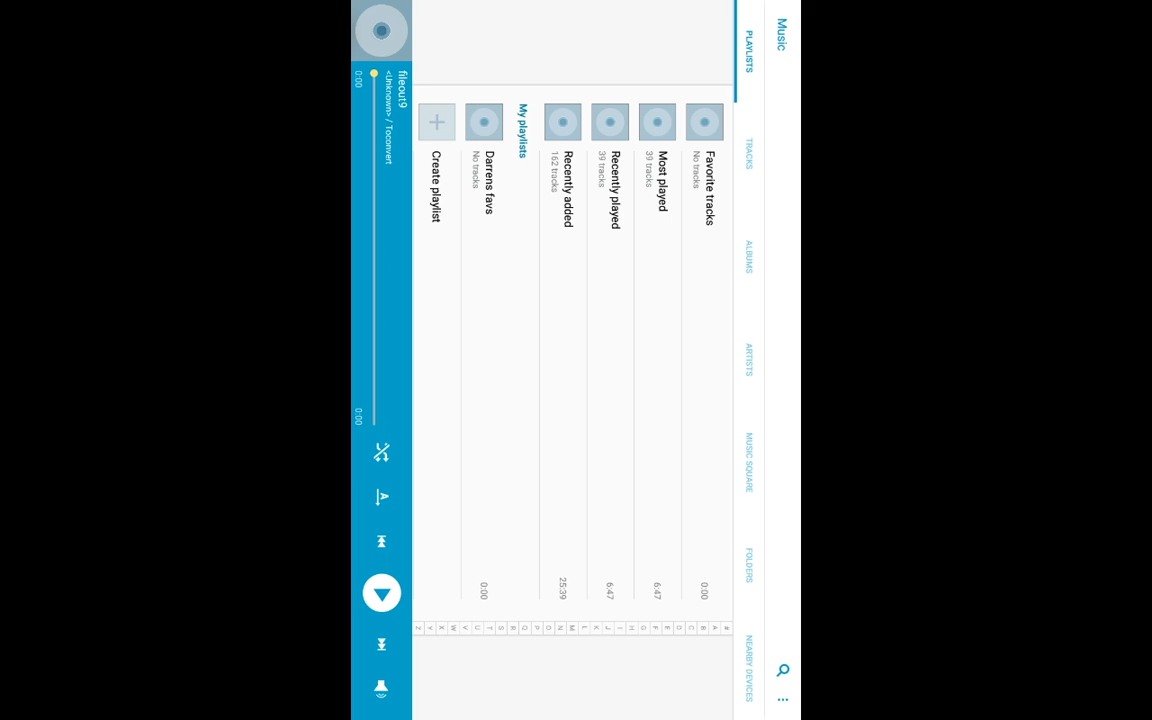 Music
PLAYLISTS TRACKS ALBUMS ARTISTS MUSIC SQUARE FOLDERS NEARBY DEVICES
Favorite tracks
No tracks 0:00
Most played
39 tracks 6:47
Recently played
39 tracks 6:47
Recently added
162 tracks 25:39
My playlists
Darrens favs
No tracks 0:00
Create playlist
# A B C D E F G H I J K L M N O P Q R S T U V W X Y Z
fileout9
<Unknown> / Toconvert
A
0:00 0:00